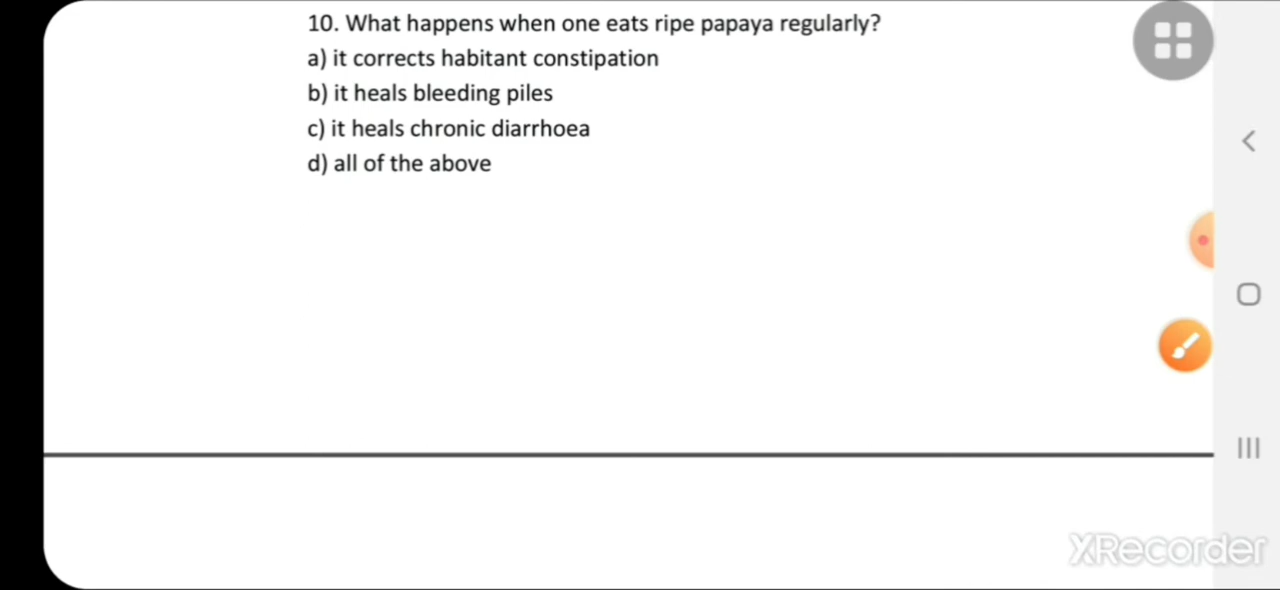 10. What happens when one eats ripe papaya regularly?
a) it corrects habitant constipation
b) it heals bleeding piles
c) it heals chronic diarrhoea
d) all of the above
XRecorder